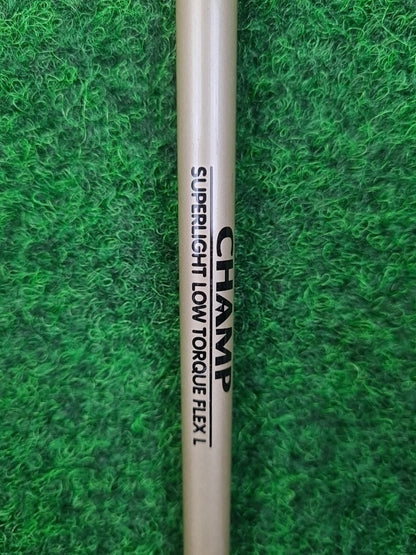 CHAMP
SUPERLIGHT LOW TORQUE FLEX L